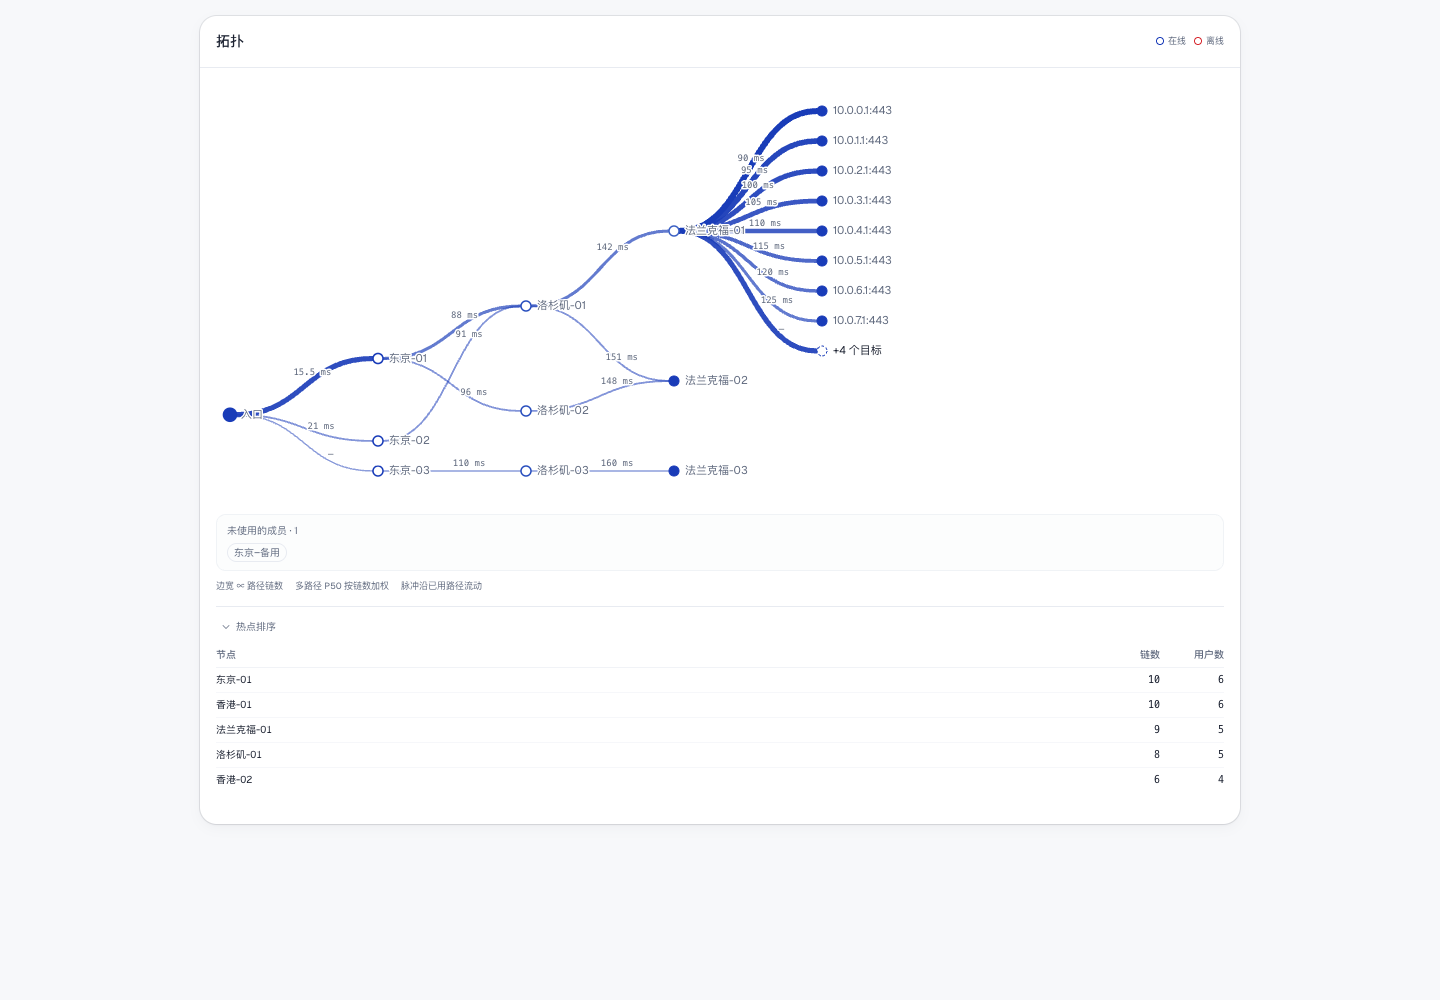 拓扑
在线 离线
10.0.0.1:443
10.0.1.1:443
90 ms
95 ms
10.0.2.1:443
100 ms
10.0.3.1:443
105 ms
110 ms
法兰克福-01
10.0.4.1:443
142 ms
115 ms
10.0.5.1:443
120 ms
10.0.6.1:443
125 ms
洛杉矶-01
88 ms
10.0.7.1:443
–
91 ms
+4 个目标
东京-01
151 ms
15.5 ms
148 ms
法兰克福-02
96 ms
洛杉矶-02
入口
21 ms
东京-02
–
110 ms
160 ms
东京-03
洛杉矶-03
法兰克福-03
未使用的成员 · 1
东京-备用
边宽 ∝ 路径链数 多路径 P50 按链数加权 脉冲沿已用路径流动
热点排序
节点 链数 用户数
东京-01 10 6
香港-01 10 6
法兰克福-01 9 5
洛杉矶-01 8 5
香港-02 6 4